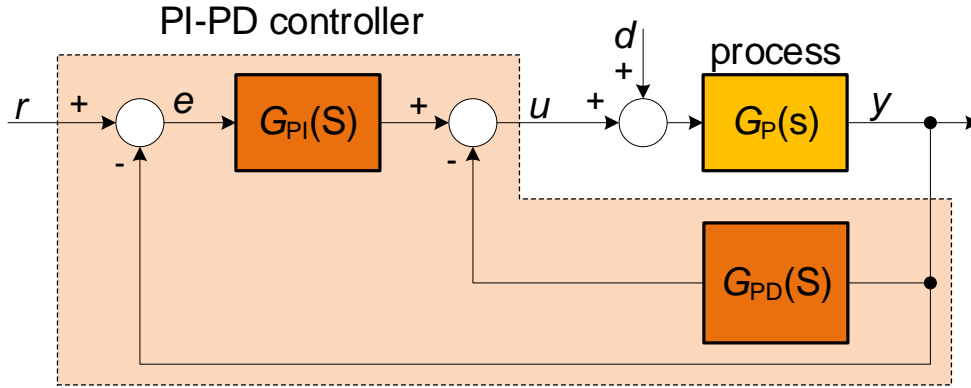 PI-PD controller
d
process
r
+
e
G_PI(S)
+
u
+
+
G_P(s)
y
-
-
G_PD(S)